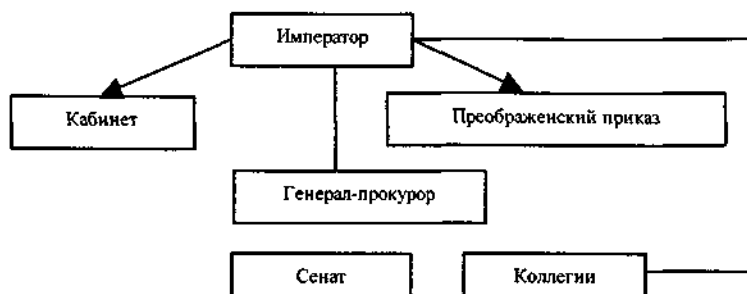 Император
Кабинет
Преображенский приказ
Генерал-прокурор
Сенат
Коллегии